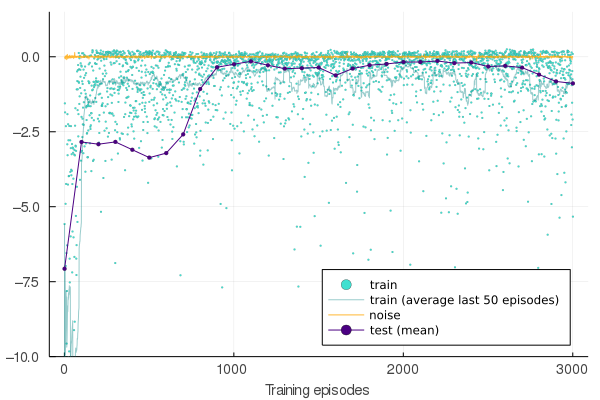 0.0
−2.5
−5.0
−7.5
−10.0
train
train (average last 50 episodes)
noise
test (mean)
0
1000
2000
3000
Training episodes